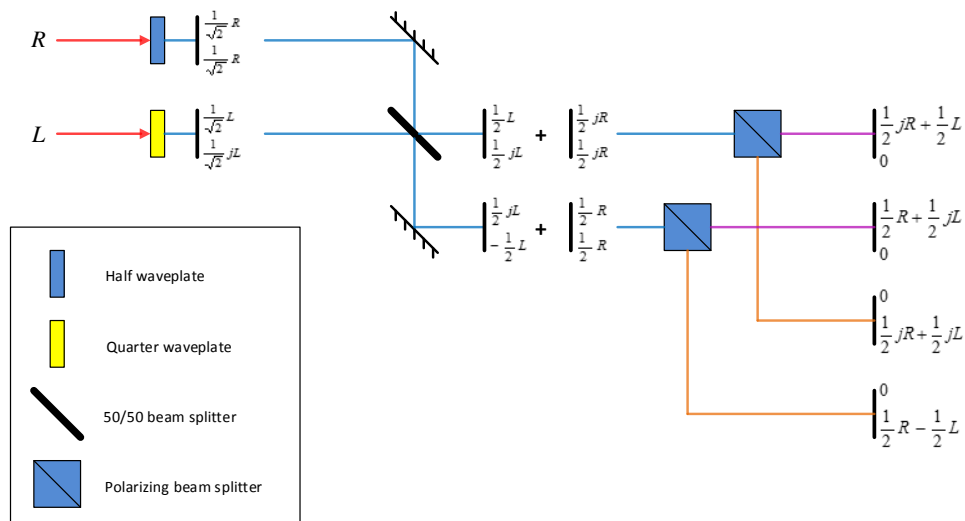 R
1/√2 R
1/√2 R
L
1/√2 L
1/√2 jL
1/2 L + 1/2 jR
1/2 jL 1/2 jR
1/2 jR + 1/2 L
0
1/2 jL + 1/2 R
- 1/2 L 1/2 R
1/2 R + 1/2 jL
0
0
1/2 jR + 1/2 jL
0
1/2 R - 1/2 L
Half waveplate
Quarter waveplate
50/50 beam splitter
Polarizing beam splitter